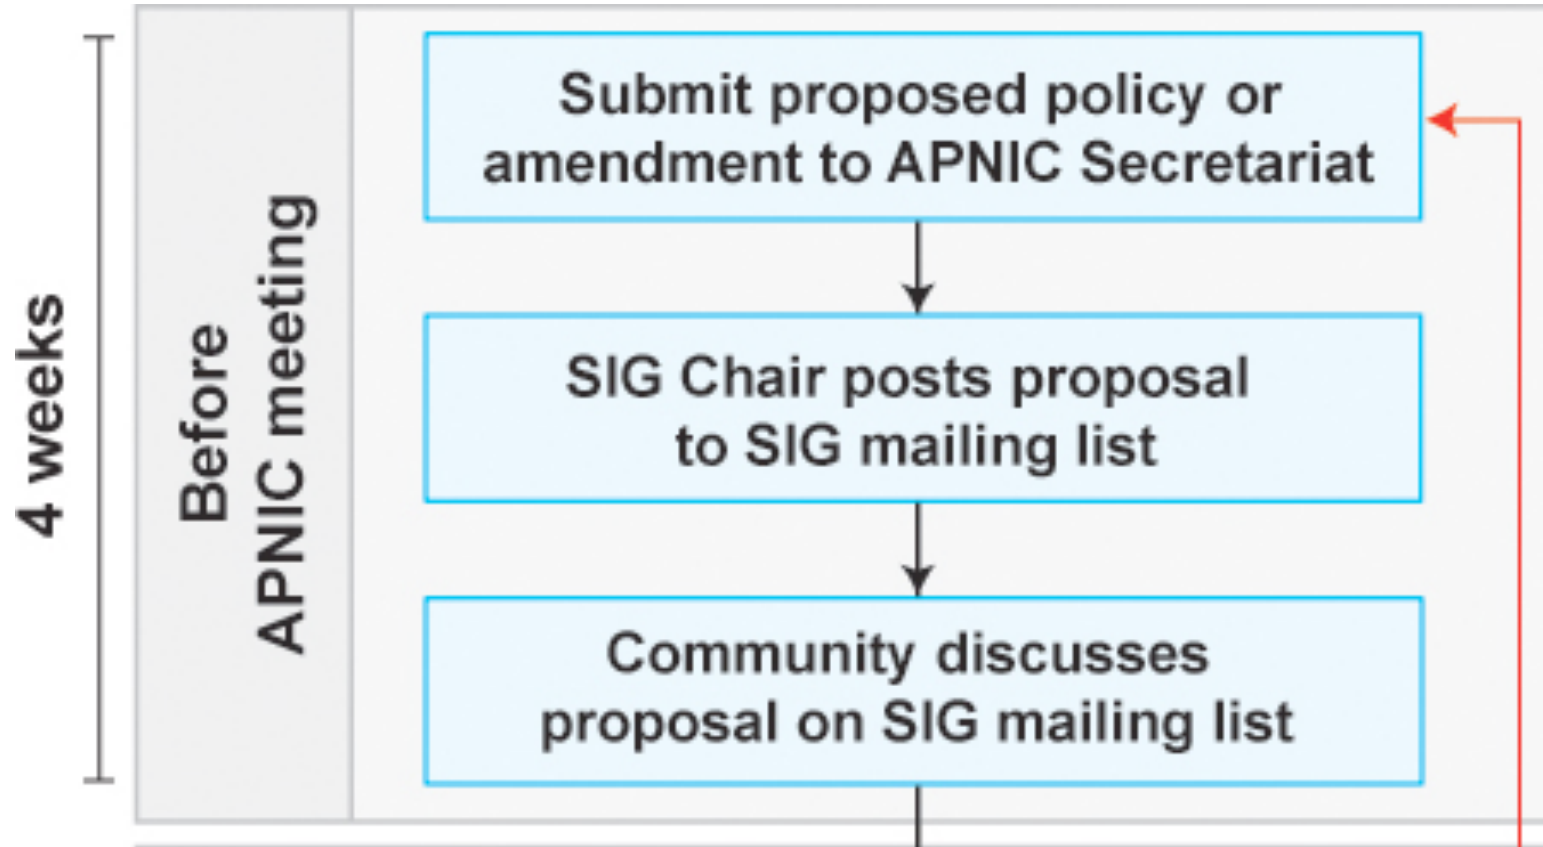 4 weeks
Before
APNIC meeting
Submit proposed policy or
amendment to APNIC Secretariat
SIG Chair posts proposal
to SIG mailing list
Community discusses
proposal on SIG mailing list